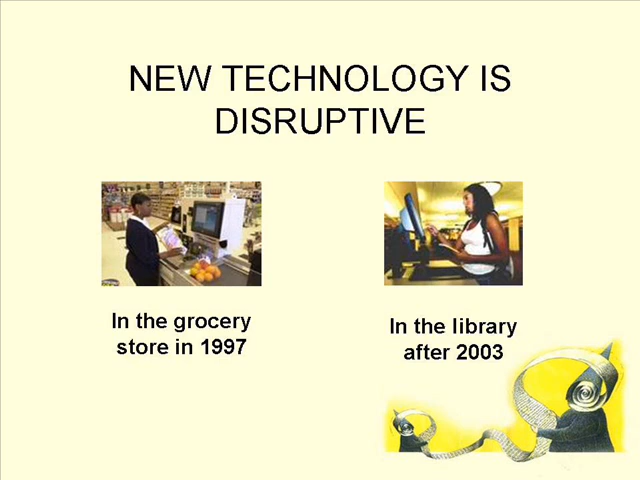 NEW TECHNOLOGY IS
DISRUPTIVE
In the grocery
store in 1997
In the library
after 2003